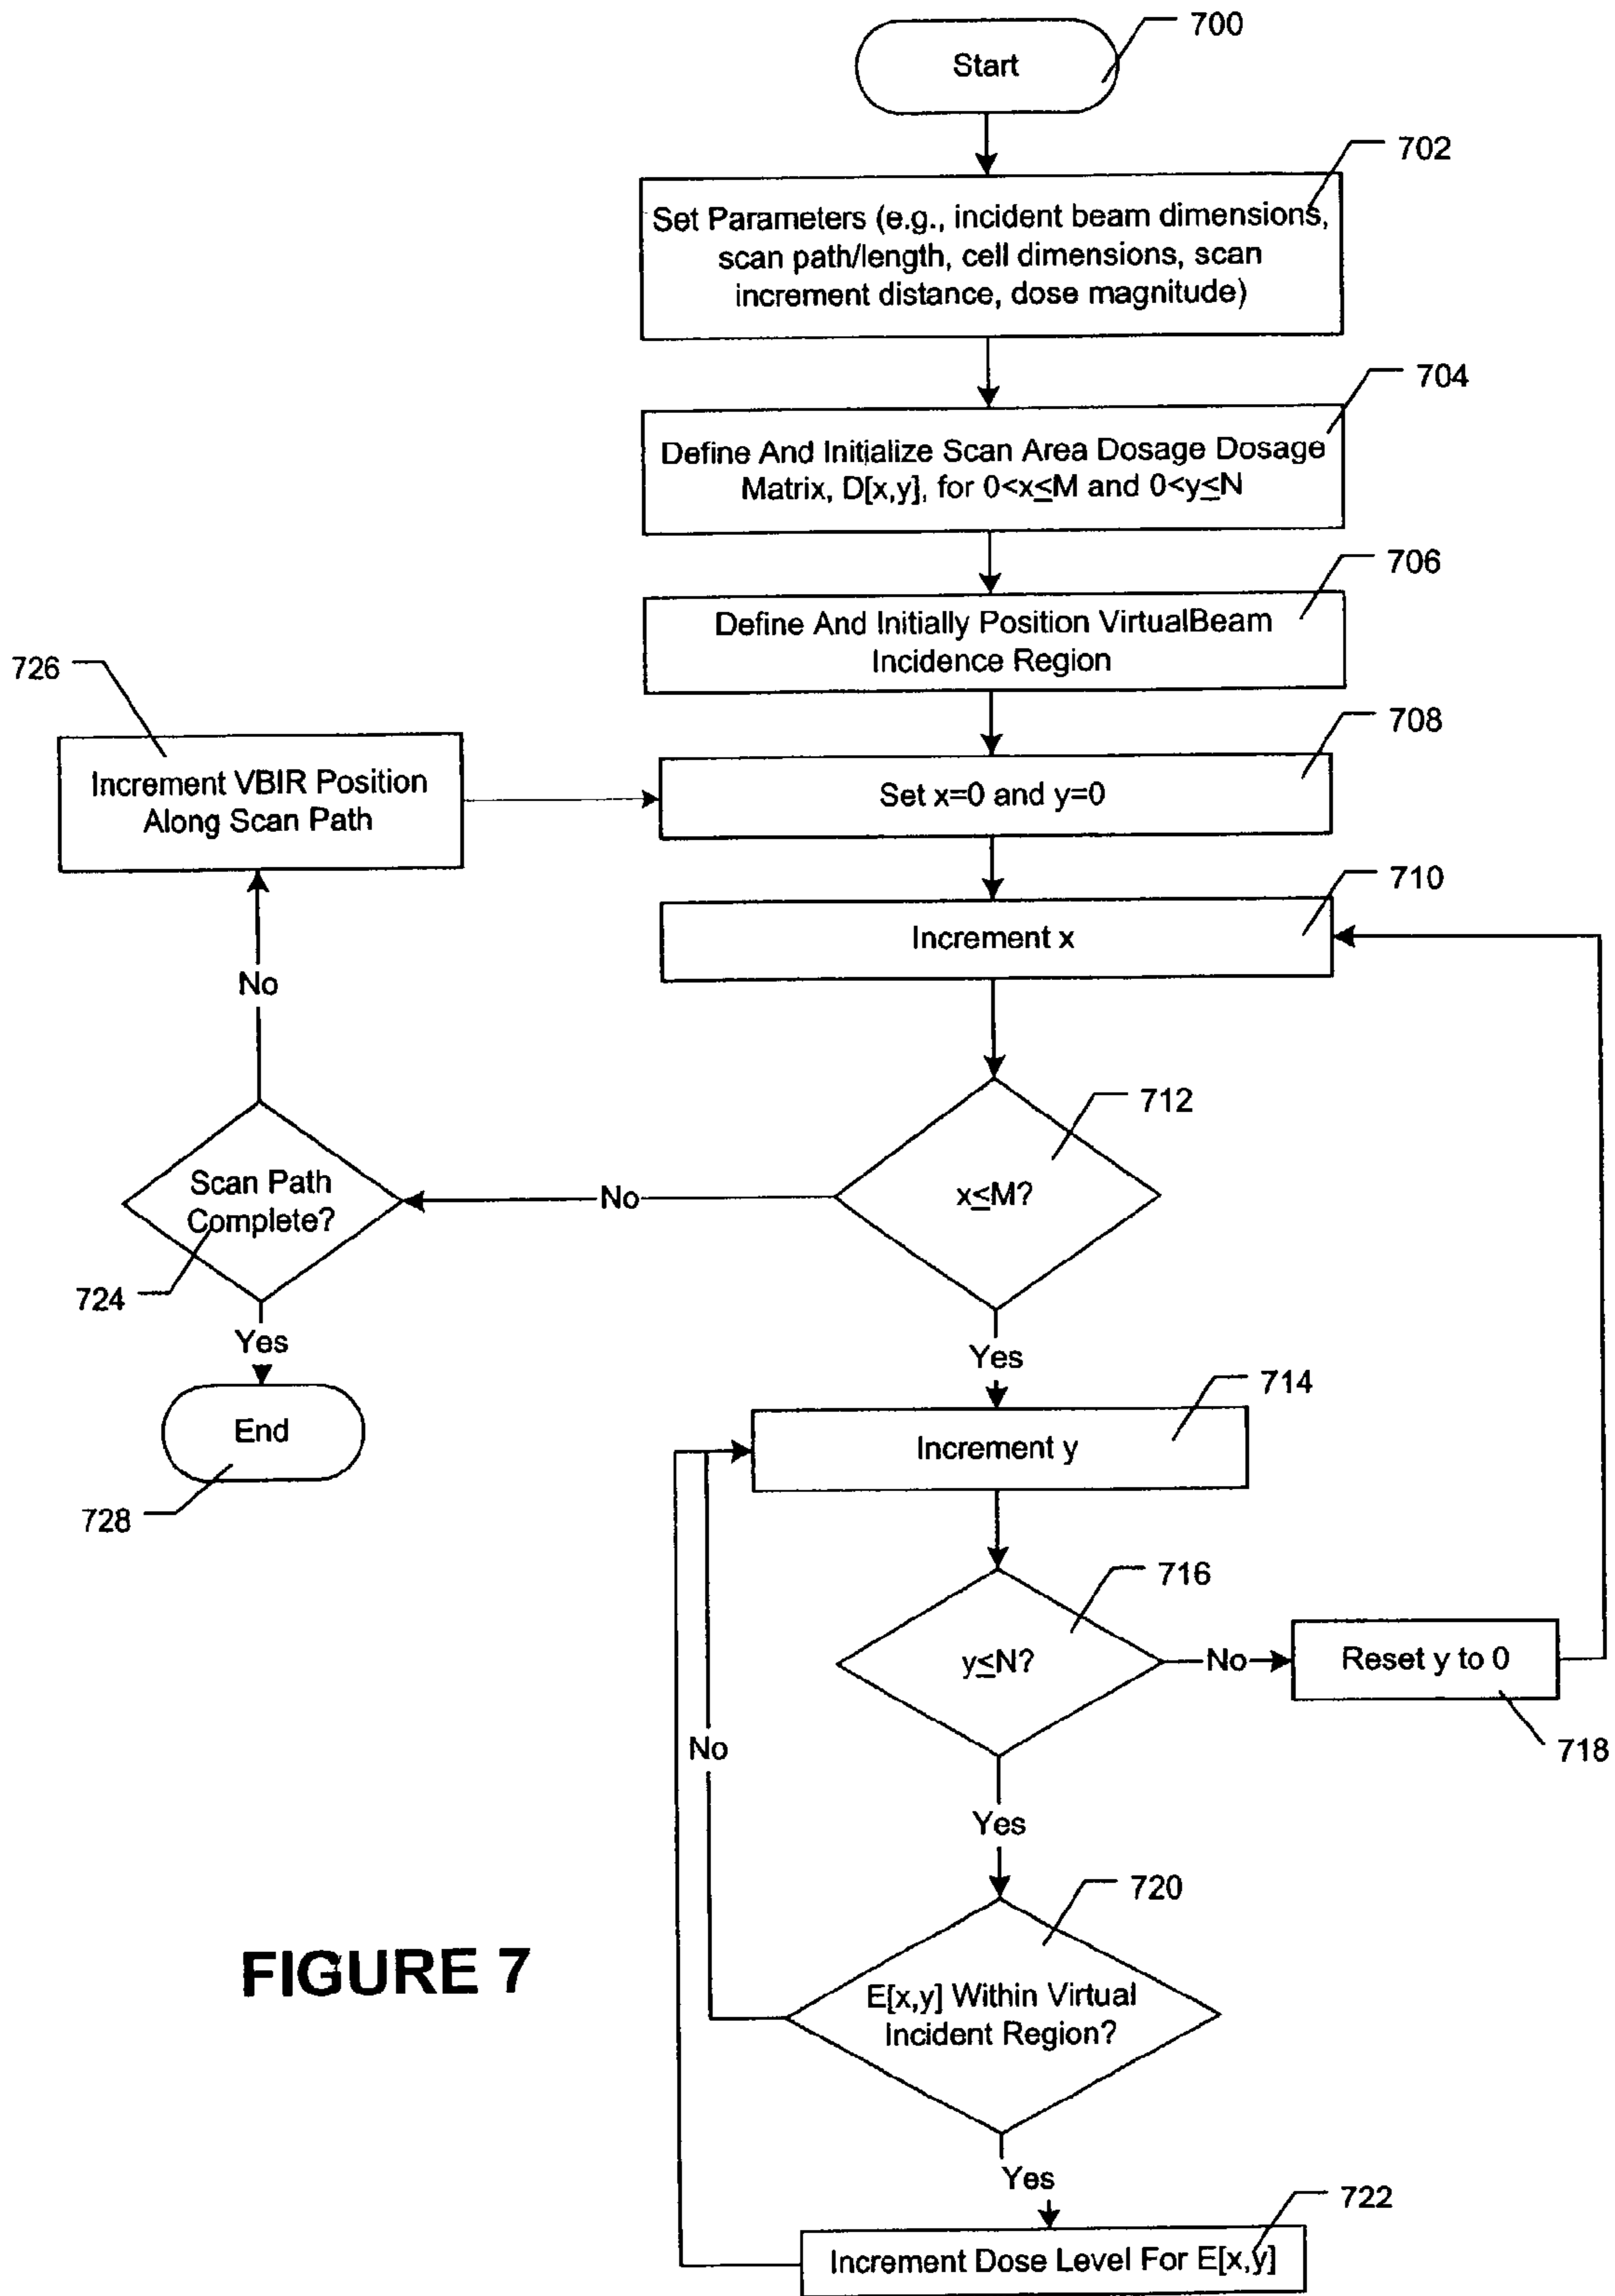 700
Start
702
Set Parameters (e.g., incident beam dimensions,
scan path/length, cell dimensions, scan
increment distance, dose magnitude)
704
Define And Initialize Scan Area Dosage Dosage
Matrix, D[x,y], for 0<x≤M and 0<y≤N
706
Define And Initially Position VirtualBeam
Incidence Region
726
Increment VBIR Position
Along Scan Path
708
Set x=0 and y=0
710
Increment x
No
712
x≤M?
No
Scan Path
Complete?
724
Yes
End
728
Yes
714
Increment y
716
y≤N?
No
Reset y to 0
718
No
Yes
720
E[x,y] Within Virtual
Incident Region?
Yes
722
Increment Dose Level For E[x,y]
FIGURE 7